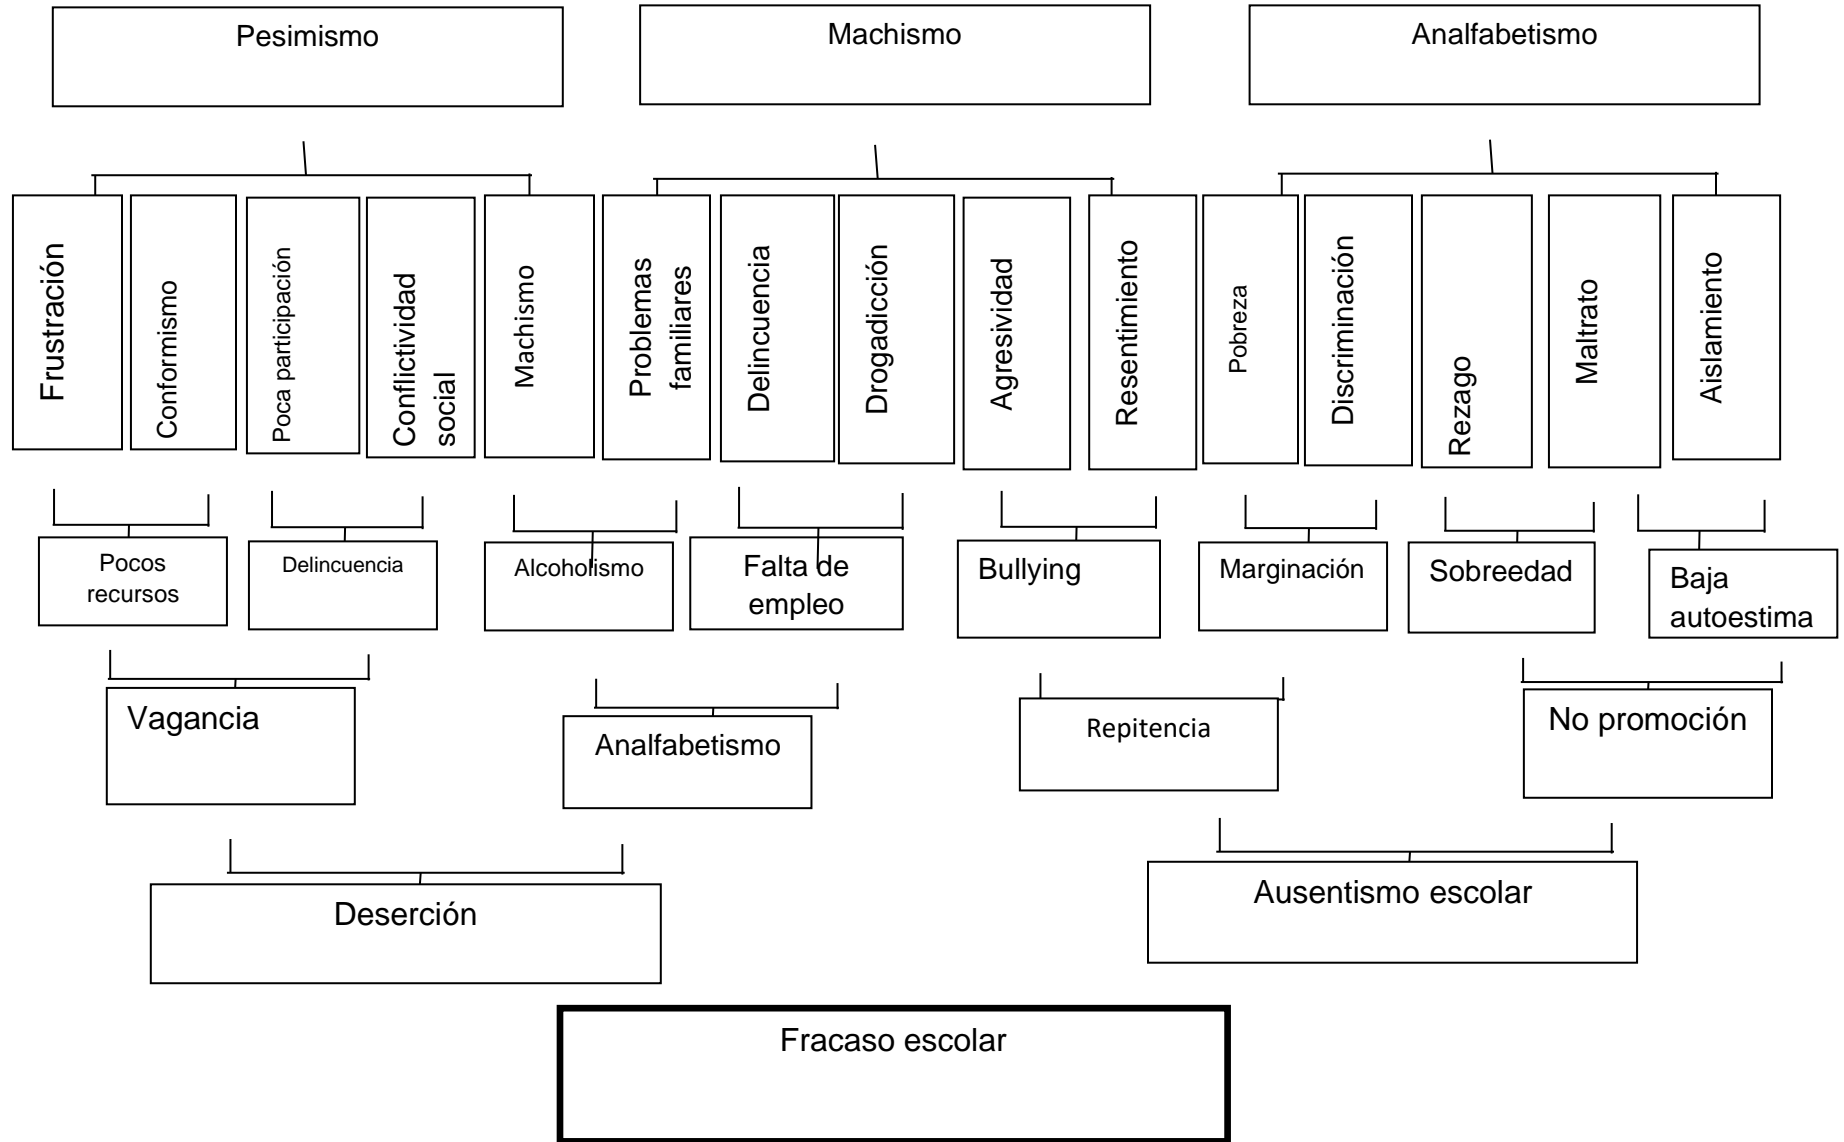 Pesimismo
Machismo
Analfabetismo
Frustración
Conformismo
Poca participación
Conflictividad
social
Machismo
Problemas
familiares
Delincuencia
Drogadicción
Agresividad
Resentimiento
Pobreza
Discriminación
Rezago
Maltrato
Aislamiento
Pocos
recursos
Delincuencia
Alcoholismo
Falta de
empleo
Bullying
Marginación
Sobreedad
Baja
autoestima
Vagancia
Analfabetismo
Repitencia
No promoción
Deserción
Ausentismo escolar
Fracaso escolar